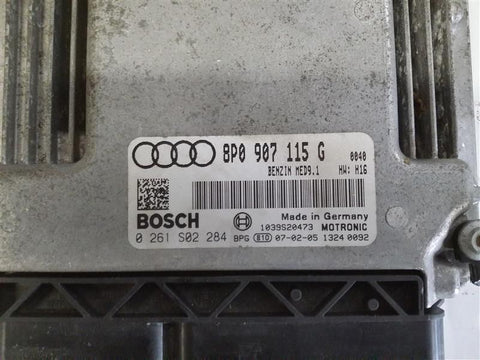 8P0 907 115 G 0040
BENZIN MED9.1 HW: H16
BOSCH Made in Germany
1039S20473 MOTRONIC
0 261 S02 284 BPG 810 07-02-05 1324 0092